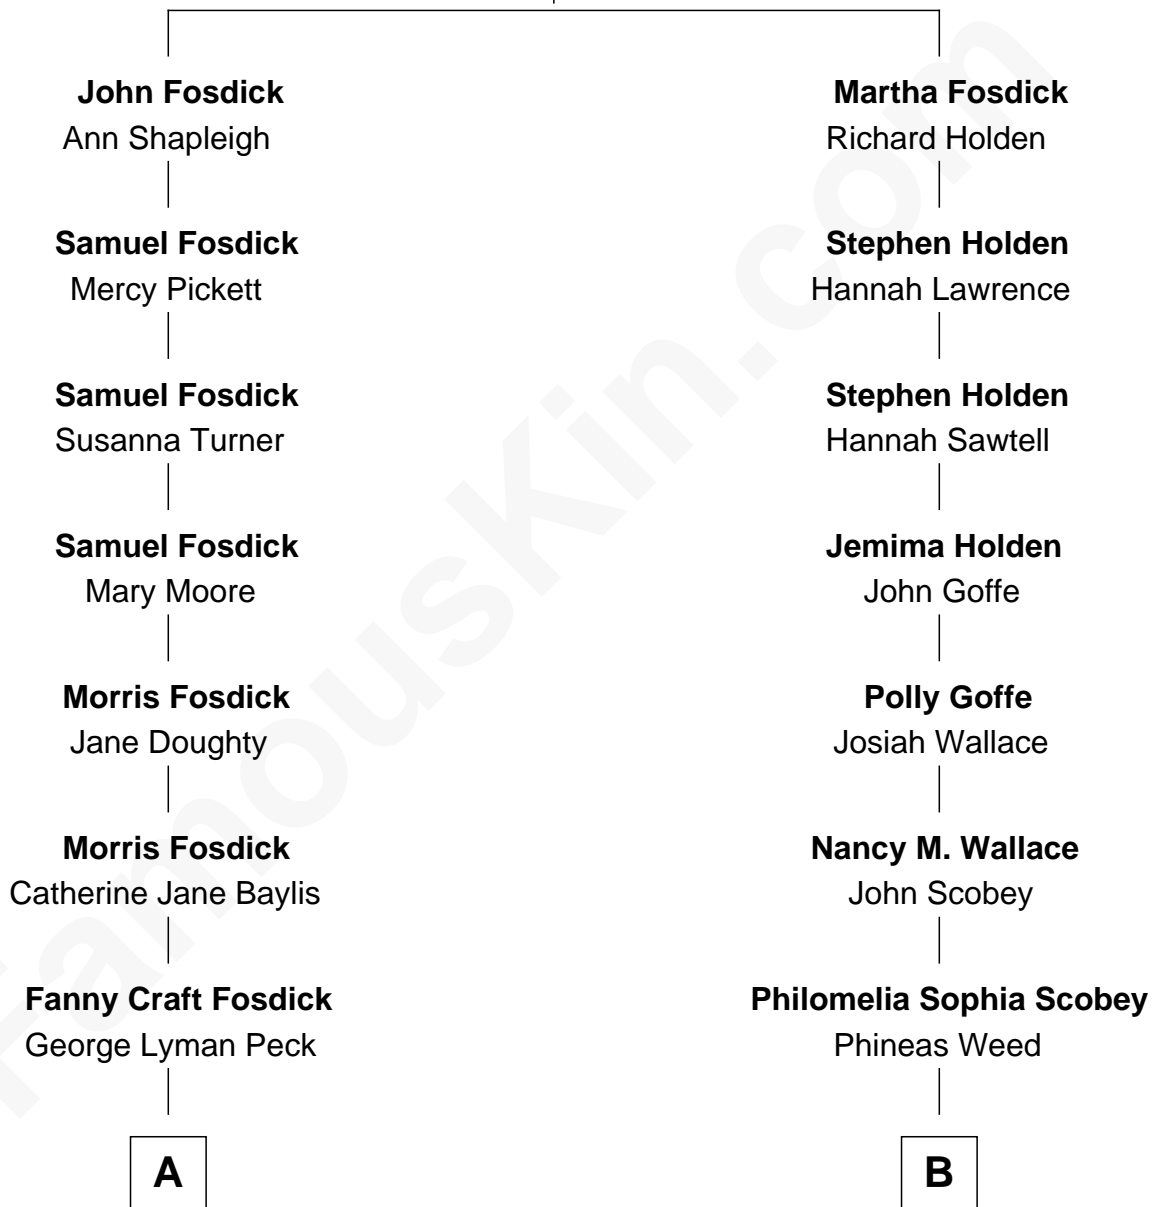 John Fosdick
Ann Shapleigh
Samuel Fosdick
Mercy Pickett
Samuel Fosdick
Susanna Turner
Samuel Fosdick
Mary Moore
Morris Fosdick
Jane Doughty
Morris Fosdick
Catherine Jane Baylis
Fanny Craft Fosdick
George Lyman Peck
A
Martha Fosdick
Richard Holden
Stephen Holden
Hannah Lawrence
Stephen Holden
Hannah Sawtell
Jemima Holden
John Goffe
Polly Goffe
Josiah Wallace
Nancy M. Wallace
John Scobey
Philomelia Sophia Scobey
Phineas Weed
B
FamousKin.com